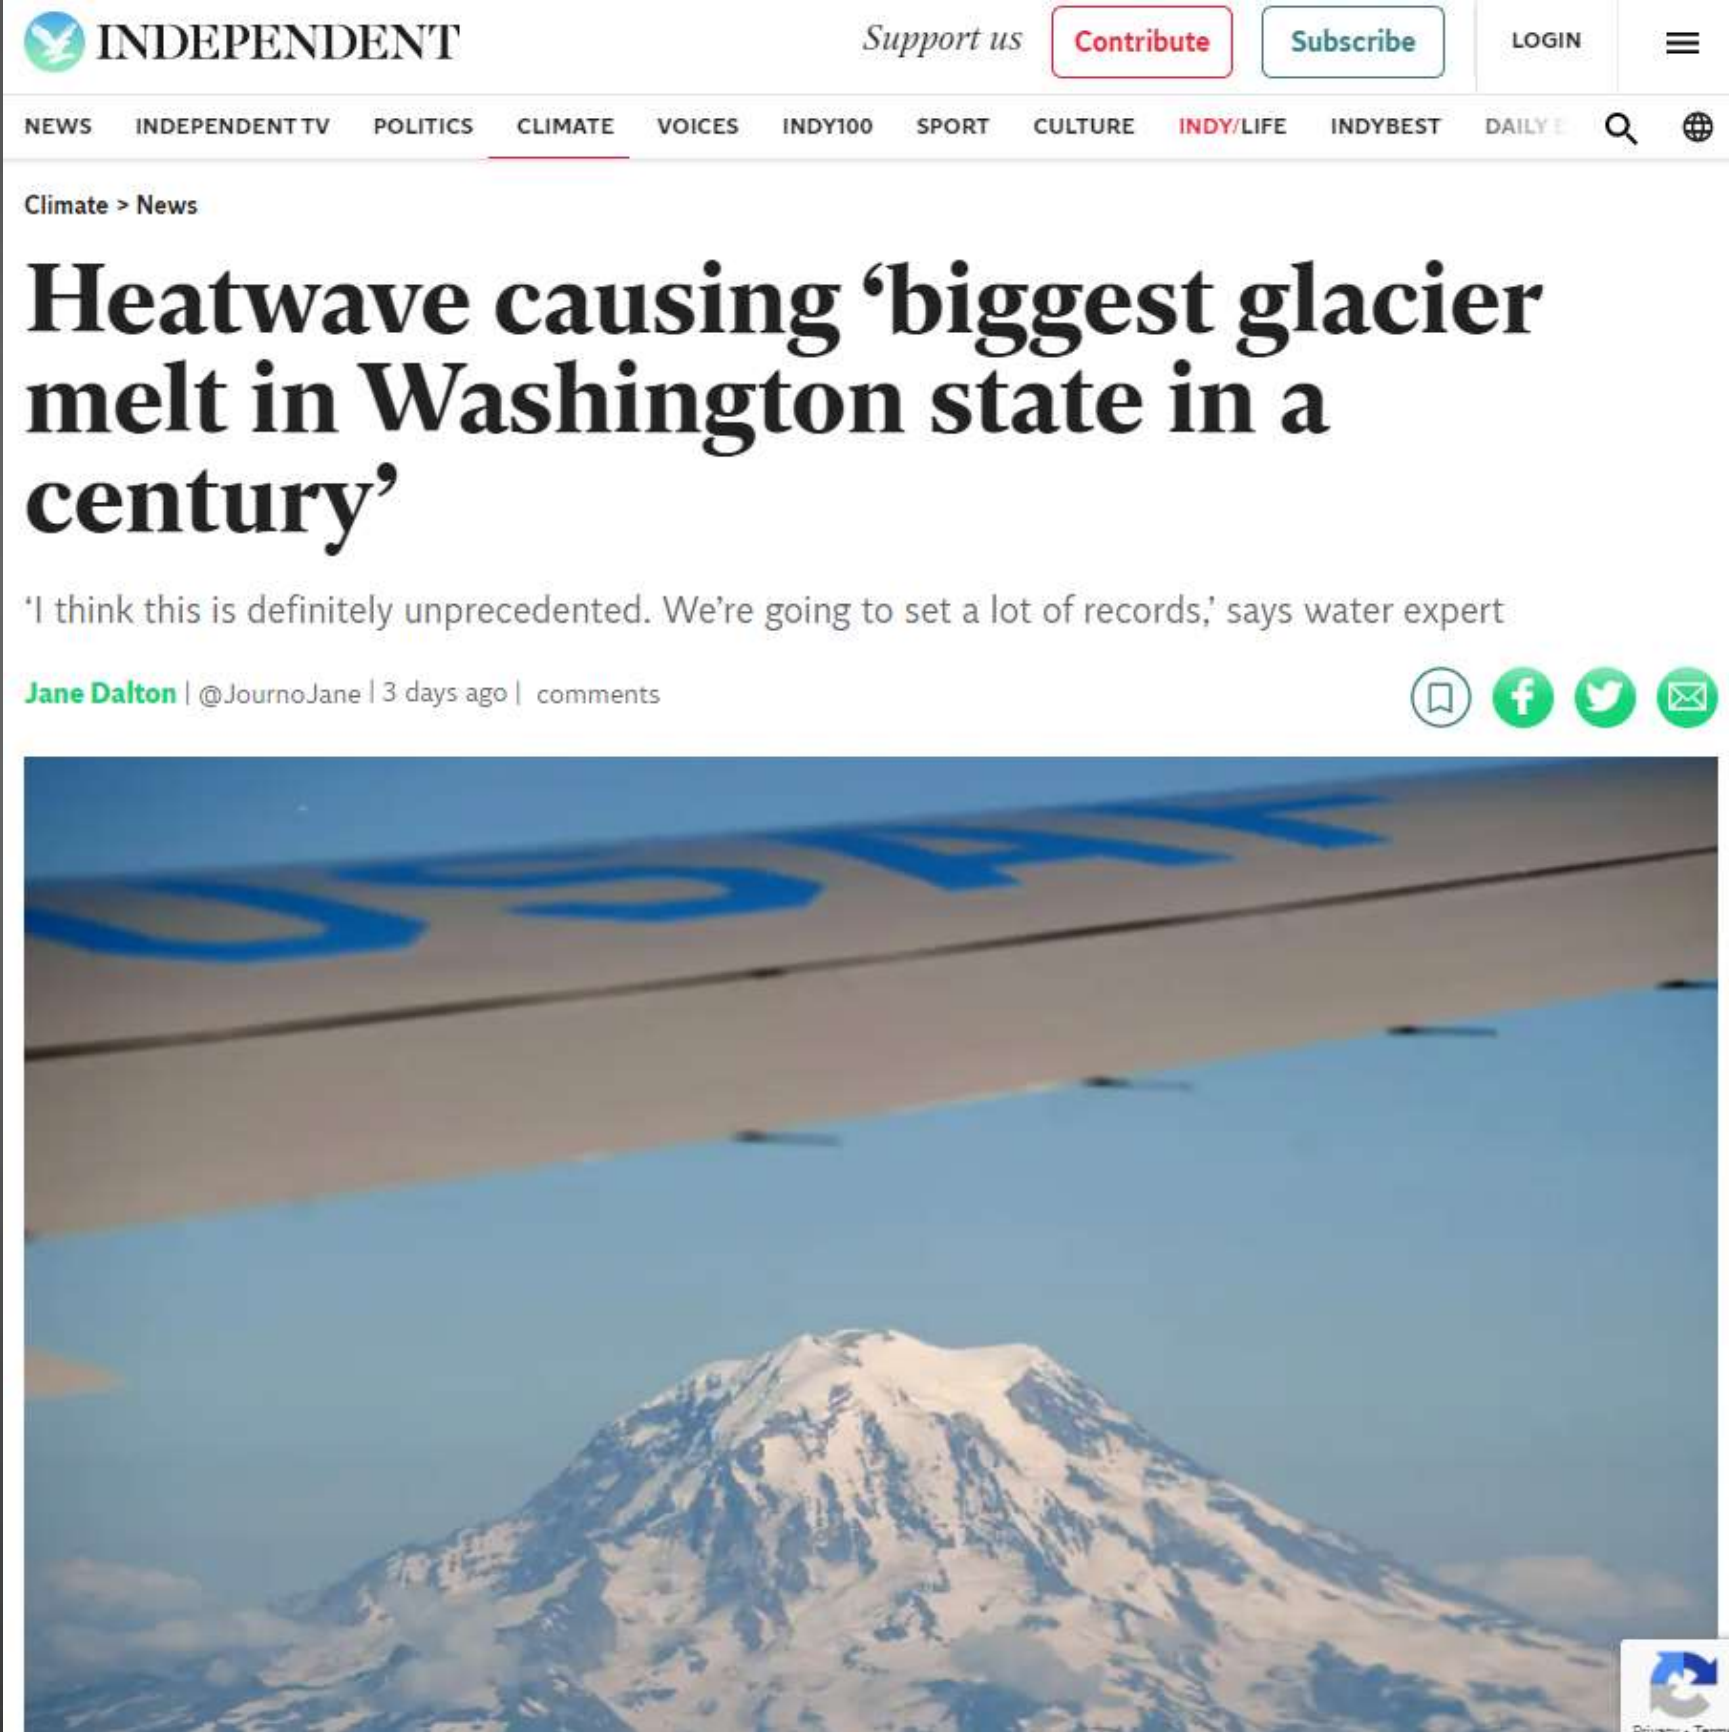 INDEPENDENT
Support us
Contribute
Subscribe
LOGIN
NEWS INDEPENDENT TV POLITICS CLIMATE VOICES INDY100 SPORT CULTURE INDY/LIFE INDYBEST DAILY
Climate > News
Heatwave causing ‘biggest glacier
melt in Washington state in a
century’
‘I think this is definitely unprecedented. We’re going to set a lot of records,’ says water expert
Jane Dalton | @JournoJane | 3 days ago | comments
USAF